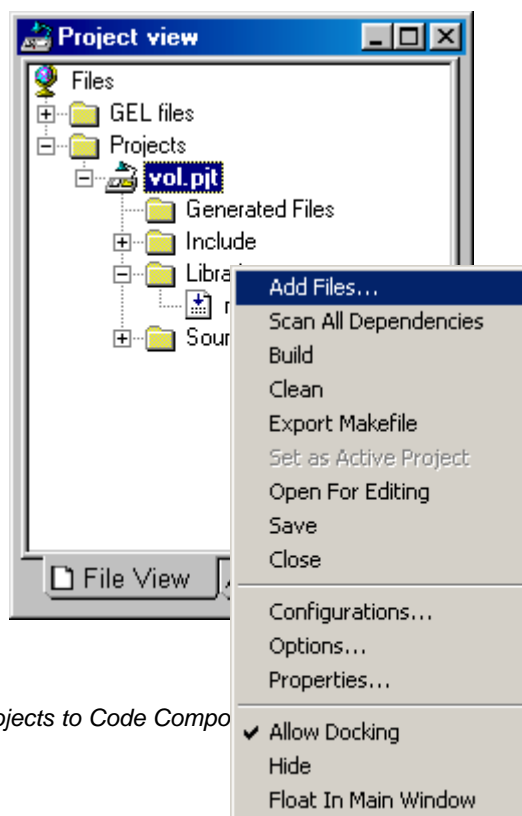 Project view
Files
GEL files
Projects
vol.pjt
Generated Files
Include
Add Files...
Scan All Dependencies
Build
Clean
Export Makefile
Set as Active Project
Open For Editing
Save
Close
File View
Configurations...
Options...
Properties...
to Code
Allow Docking
Hide
Float In Main Window